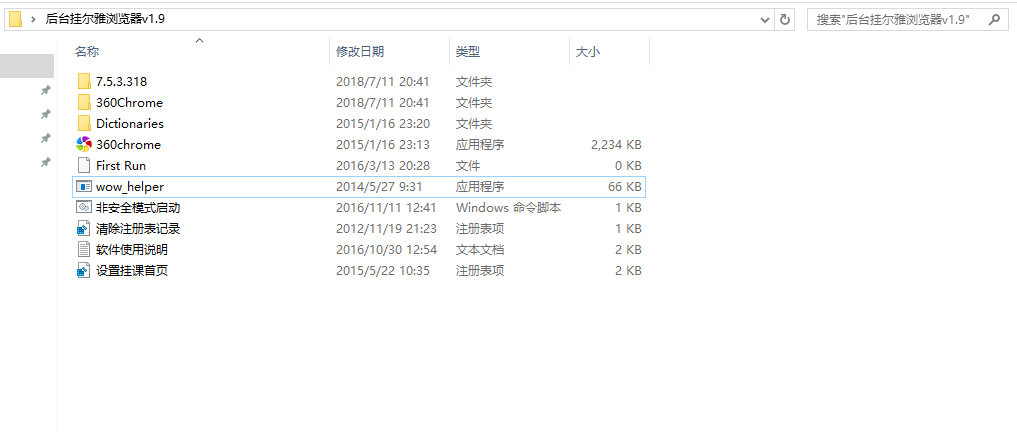 后台挂尔雅浏览器v1.9 搜索"后台挂尔雅浏览器v1.9"
名称 修改日期 类型 大小
7.5.3.318 2018/7/11 20:41 文件夹
360Chrome 2018/7/11 20:41 文件夹
Dictionaries 2015/1/16 23:20 文件夹
360chrome 2015/1/16 23:13 应用程序 2,234 KB
First Run 2016/3/13 20:28 文件 0 KB
wow_helper 2014/5/27 9:31 应用程序 66 KB
非安全模式启动 2016/11/11 12:41 Windows 命令脚本 1 KB
清除注册表记录 2012/11/19 21:23 注册表项 1 KB
软件使用说明 2016/10/30 12:54 文本文档 2 KB
设置挂课首页 2015/5/22 10:35 注册表项 2 KB